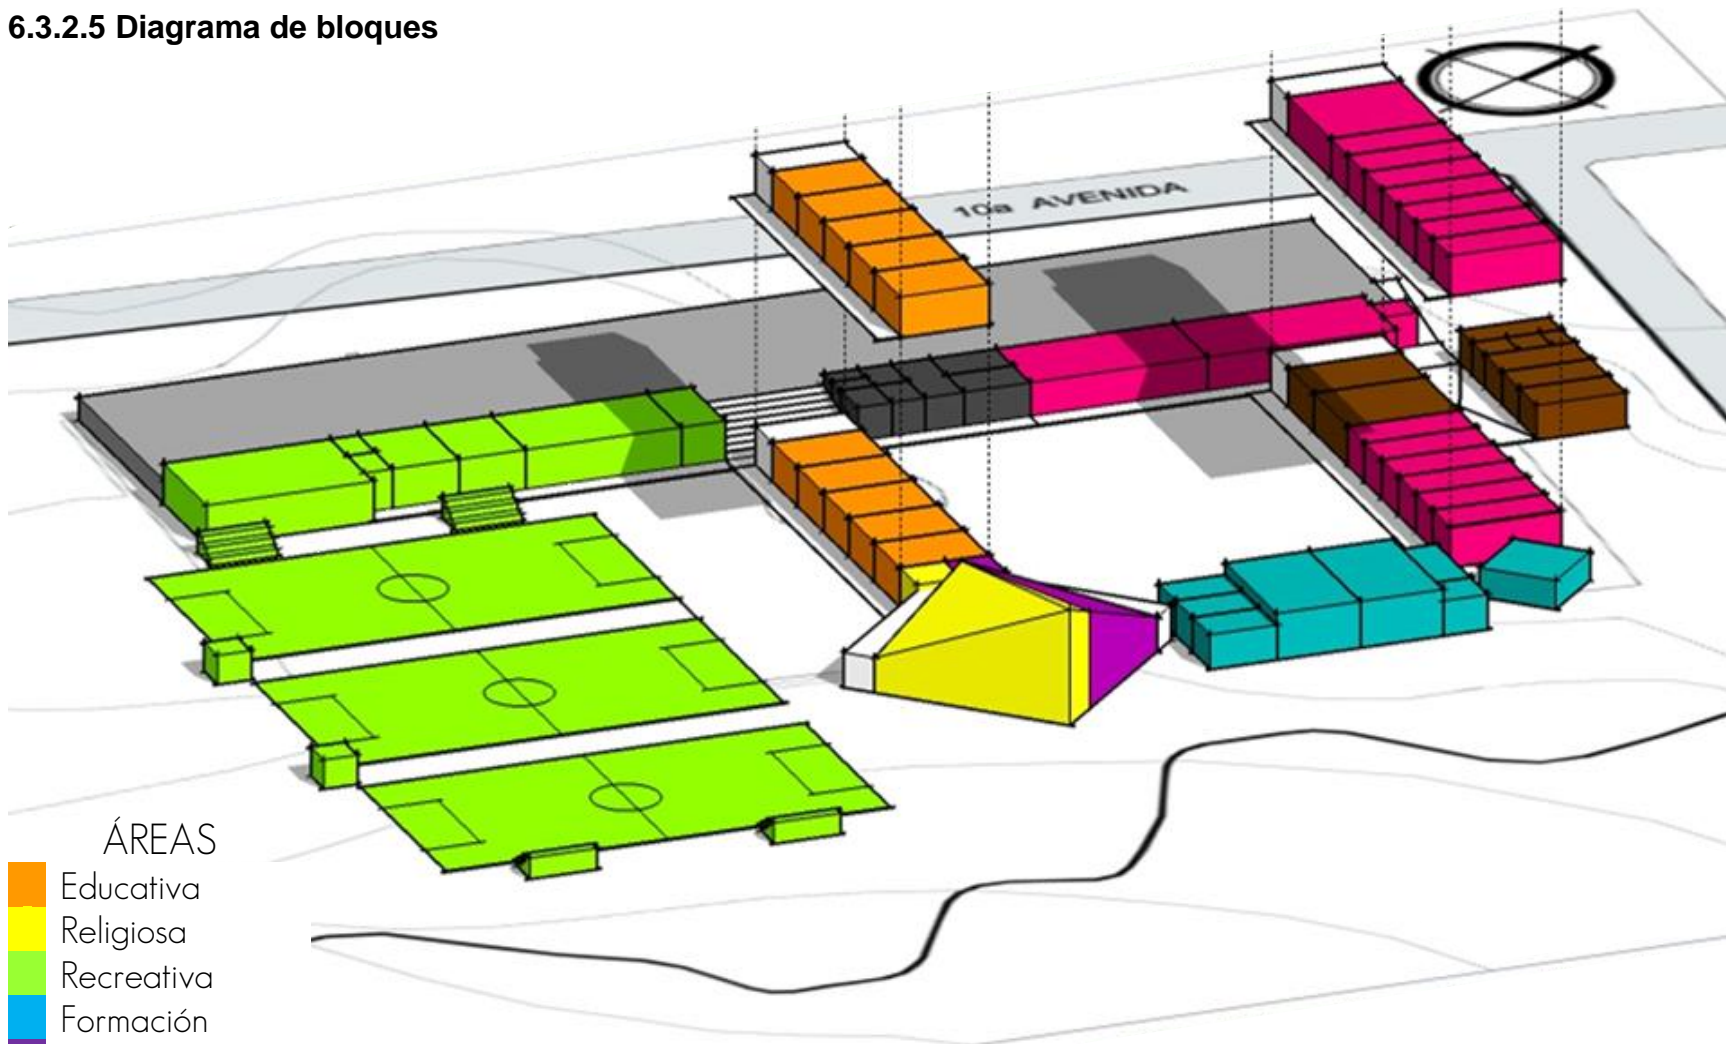 6.3.2.5 Diagrama de bloques
10a AVENIDA
ÁREAS
Educativa
Religiosa
Recreativa
Formación